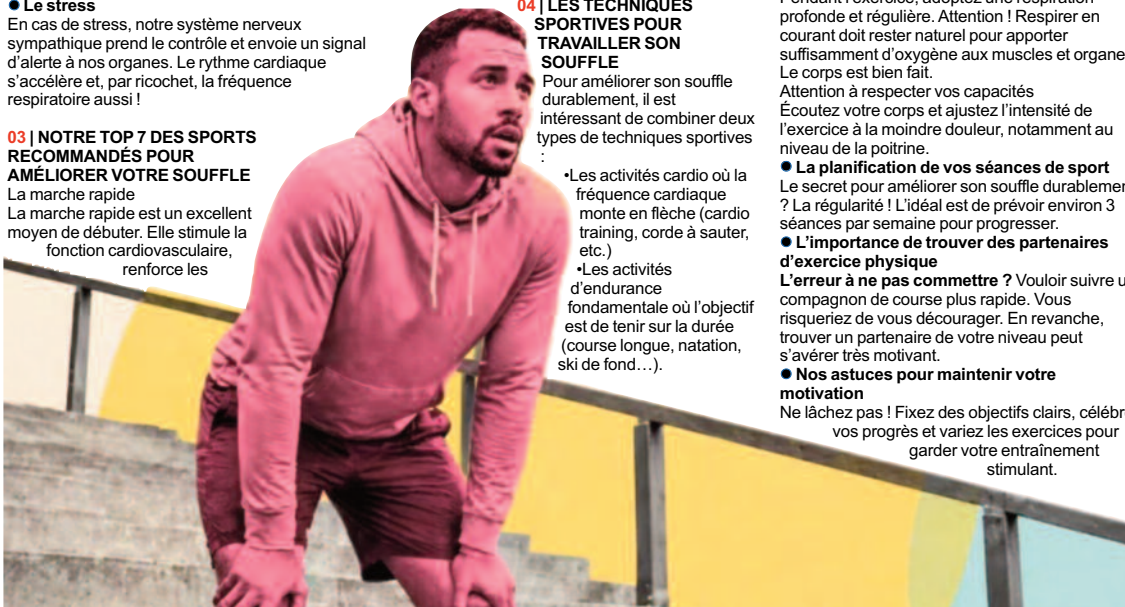 ● Le stress
En cas de stress, notre système nerveux
sympathique prend le contrôle et envoie un signal
d’alerte à nos organes. Le rythme cardiaque
s’accélère et, par ricochet, la fréquence
respiratoire aussi !
03 | NOTRE TOP 7 DES SPORTS
RECOMMANDÉS POUR
AMÉLIORER VOTRE SOUFFLE
La marche rapide
La marche rapide est un excellent
moyen de débuter. Elle stimule la
fonction cardiovasculaire,
renforce les
04 | LES TECHNIQUES
SPORTIVES POUR
TRAVAILLER SON
SOUFFLE
Pour améliorer son souffle
durablement, il est
intéressant de combiner deux
types de techniques sportives
:
•Les activités cardio où la
fréquence cardiaque
monte en flèche (cardio
training, corde à sauter,
etc.)
•Les activités
d’endurance
fondamentale où l’objectif
est de tenir sur la durée
(course longue, natation,
ski de fond…).
Pendant l’exercice, adoptez une respiration
profonde et régulière. Attention ! Respirer en
courant doit rester naturel pour apporter
suffisamment d’oxygène aux muscles et organe
Le corps est bien fait.
Attention à respecter vos capacités
Écoutez votre corps et ajustez l’intensité de
l’exercice à la moindre douleur, notamment au
niveau de la poitrine.
● La planification de vos séances de sport
Le secret pour améliorer son souffle durablemen
? La régularité ! L’idéal est de prévoir environ 3
séances par semaine pour progresser.
● L’importance de trouver des partenaires
d’exercice physique
L’erreur à ne pas commettre ? Vouloir suivre u
compagnon de course plus rapide. Vous
risqueriez de vous décourager. En revanche,
trouver un partenaire de votre niveau peut
s’avérer très motivant.
● Nos astuces pour maintenir votre
motivation
Ne lâchez pas ! Fixez des objectifs clairs, célébre
vos progrès et variez les exercices pour
garder votre entraînement
stimulant.